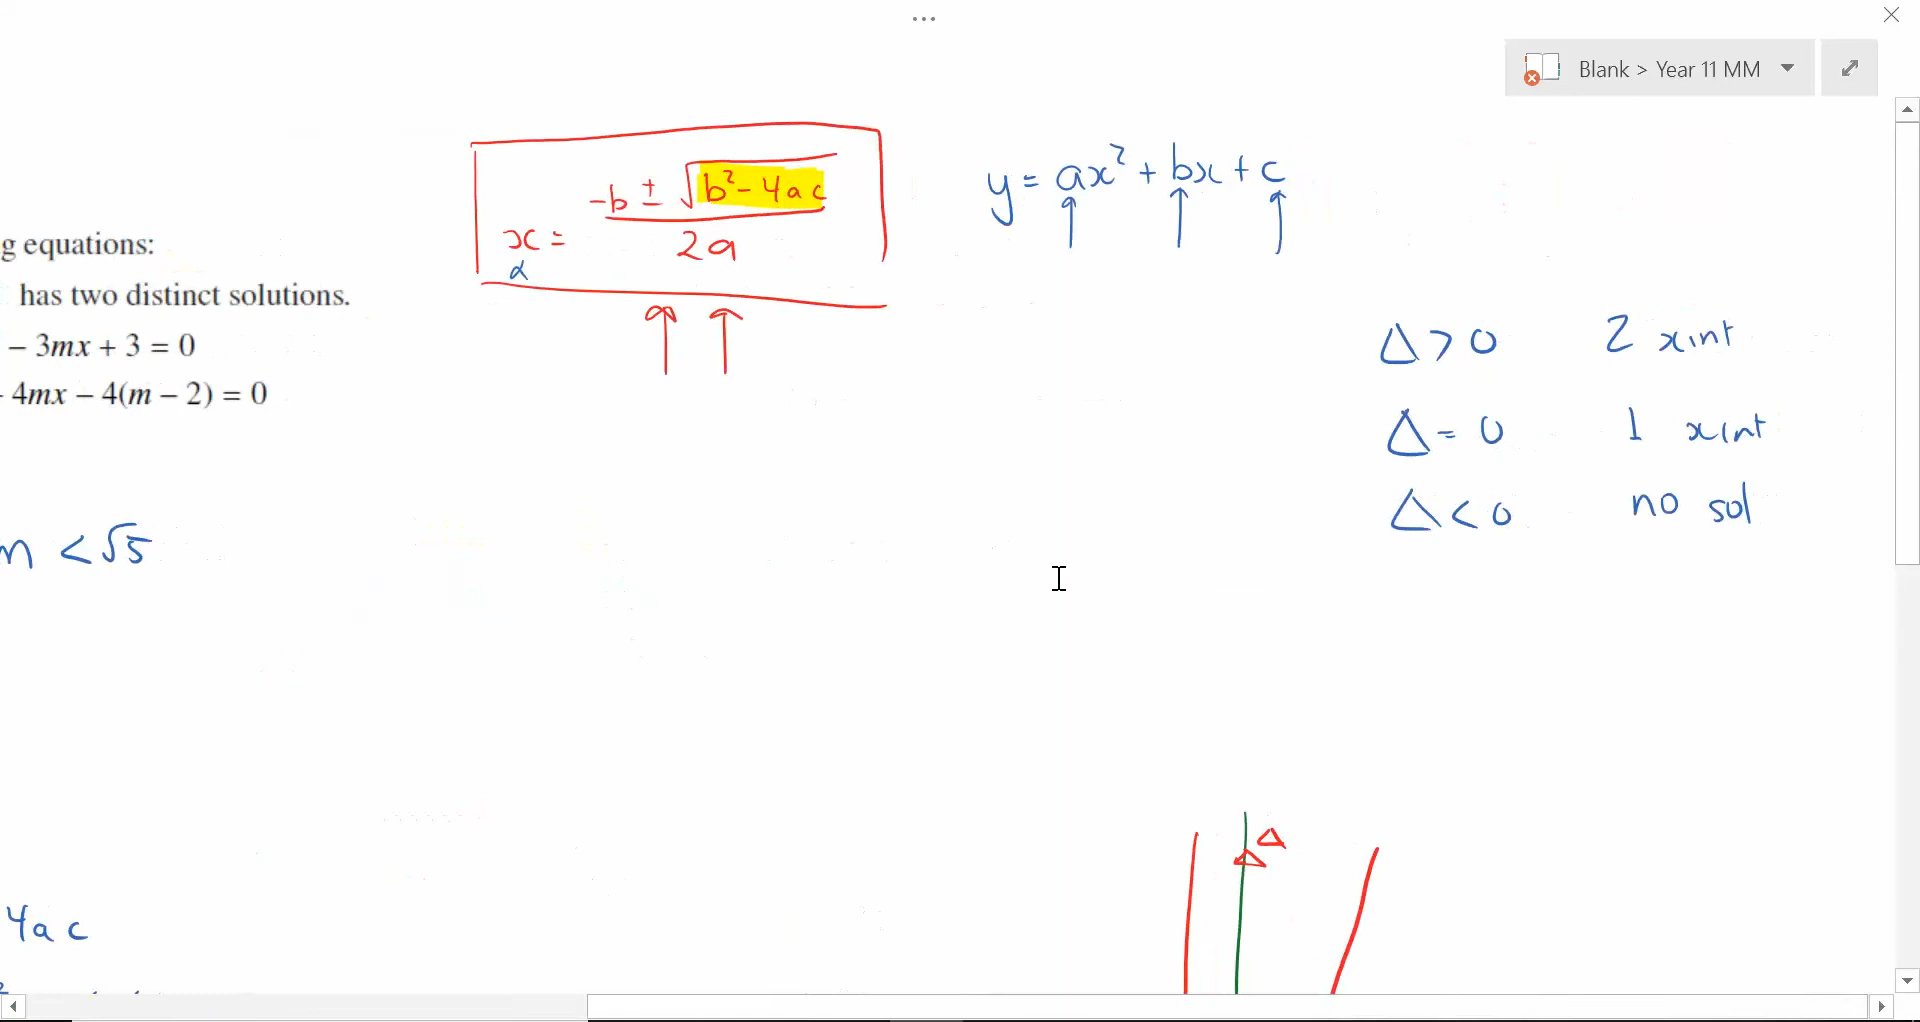 Blank > Year 11 MM
x = -b ± √b² - 4ac / 2a
α
y = ax² + bx + c
g equations:
has two distinct solutions.
− 3mx + 3 = 0
4mx − 4(m − 2) = 0
Δ > 0 2 x int
Δ = 0 1 x int
Δ < 0 no sol
m < √5
Δ
4ac